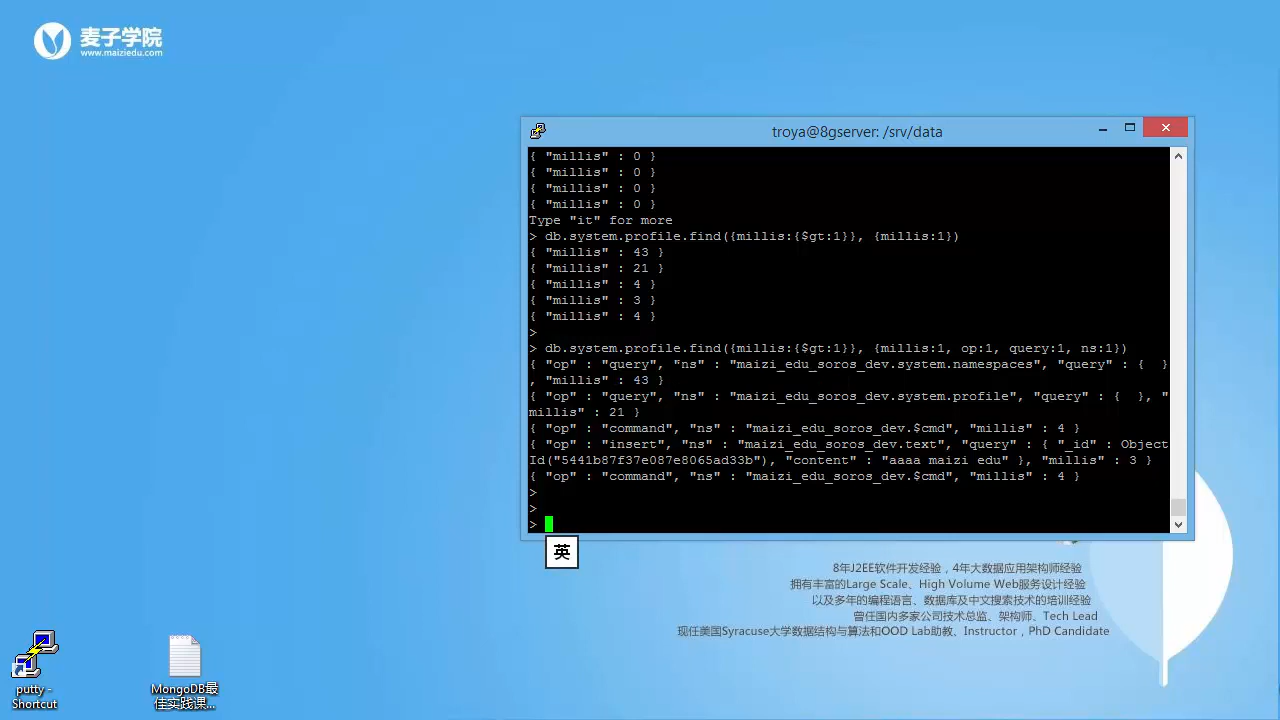 麦子学院
www.maiziedu.com
troya@8gserver: /srv/data
{ "millis" : 0 }
{ "millis" : 0 }
{ "millis" : 0 }
{ "millis" : 0 }
Type "it" for more
> db.system.profile.find({millis:{$gt:1}}, {millis:1})
{ "millis" : 43 }
{ "millis" : 21 }
{ "millis" : 4 }
{ "millis" : 3 }
{ "millis" : 4 }
>
> db.system.profile.find({millis:{$gt:1}}, {millis:1, op:1, query:1, ns:1})
{ "op" : "query", "ns" : "maizi_edu_soros_dev.system.namespaces", "query" : {  }
, "millis" : 43 }
{ "op" : "query", "ns" : "maizi_edu_soros_dev.system.profile", "query" : {  }, "
millis" : 21 }
{ "op" : "command", "ns" : "maizi_edu_soros_dev.$cmd", "millis" : 4 }
{ "op" : "insert", "ns" : "maizi_edu_soros_dev.text", "query" : { "_id" : Object
Id("5441b87f37e087e8065ad33b"), "content" : "aaaa maizi edu" }, "millis" : 3 }
{ "op" : "command", "ns" : "maizi_edu_soros_dev.$cmd", "millis" : 4 }
>
>
>
英
8年J2EE软件开发经验，4年大数据应用架构师经验
拥有丰富的Large Scale、High Volume Web服务设计经验
以及多年的编程语言、数据库及中文搜索技术的培训经验
曾任国内多家公司技术总监、架构师、Tech Lead
现任美国Syracuse大学数据结构与算法和OOD Lab助教、Instructor，PhD Candidate
putty -
Shortcut
MongoDB最
佳实践课...